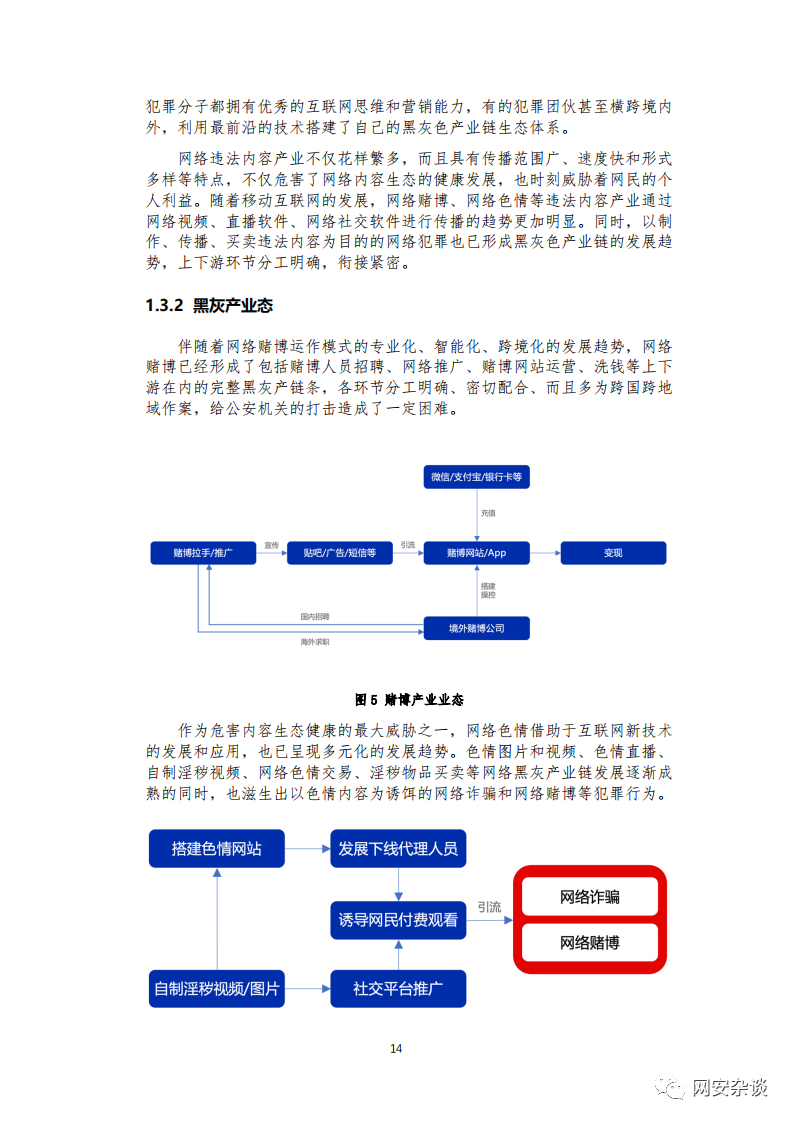 犯罪分子都拥有优秀的互联网思维和营销能力，有的犯罪团伙甚至横跨境内
外，利用最前沿的技术搭建了自己的黑灰色产业链生态体系。
网络违法内容产业不仅花样繁多，而且具有传播范围广、速度快和形式
多样等特点，不仅危害了网络内容生态的健康发展，也时刻威胁着网民的个
人利益。随着移动互联网的发展，网络赌博、网络色情等违法内容产业通过
网络视频、直播软件、网络社交软件进行传播的趋势更加明显。同时，以制
作、传播、买卖违法内容为目的的网络犯罪也已形成黑灰色产业链的发展趋
势，上下游环节分工明确，衔接紧密。
1.3.2 黑灰产业态
伴随着网络赌博运作模式的专业化、智能化、跨境化的发展趋势，网络
赌博已经形成了包括赌博人员招聘、网络推广、赌博网站运营、洗钱等上下
游在内的完整黑灰产链条，各环节分工明确、密切配合、而且多为跨国跨地
域作案，给公安机关的打击造成了一定困难。
微信/支付宝/银行卡等
充值
赌博拉手/推广
宣传
贴吧/广告/短信等
引流
赌博网站/App
变现
搭建
操控
国内招聘
境外赌博公司
海外求职
图 5 赌博产业业态
作为危害内容生态健康的最大威胁之一，网络色情借助于互联网新技术
的发展和应用，也已呈现多元化的发展趋势。色情图片和视频、色情直播、
自制淫秽视频、网络色情交易、淫秽物品买卖等网络黑灰产业链发展逐渐成
熟的同时，也滋生出以色情内容为诱饵的网络诈骗和网络赌博等犯罪行为。
搭建色情网站
发展下线代理人员
诱导网民付费观看
引流
网络诈骗
网络赌博
自制淫秽视频/图片
社交平台推广
14
网安杂谈